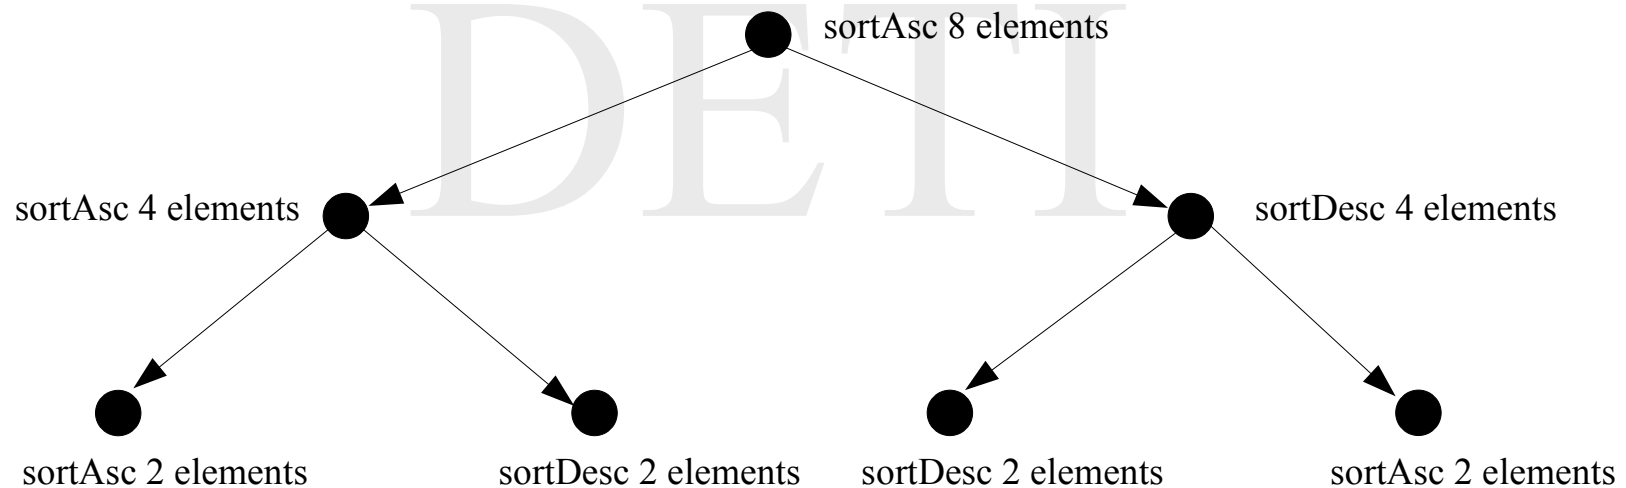 DETI
sortAsc 8 elements
sortAsc 4 elements
sortDesc 4 elements
sortAsc 2 elements
sortDesc 2 elements
sortDesc 2 elements
sortAsc 2 elements